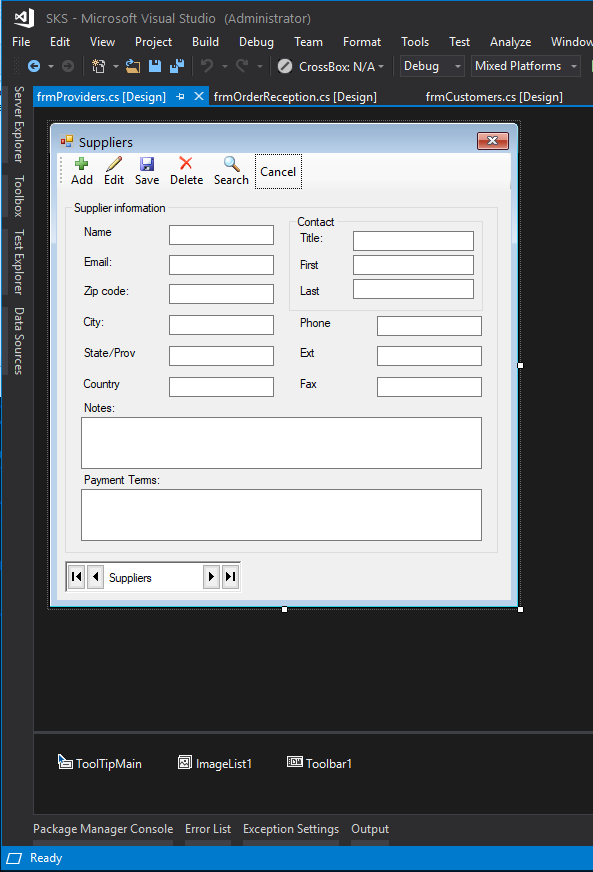 SKS - Microsoft Visual Studio (Administrator)
File Edit View Project Build Debug Team Format Tools Test Analyze Window
CrossBox: N/A Debug Mixed Platforms
frmProviders.cs [Design] frmOrderReception.cs [Design] frmCustomers.cs [Design]
Server Explorer
Toolbox
Test Explorer
Data Sources
Suppliers
Add Edit Save Delete Search Cancel
Supplier information
Name
Email:
Zip code:
City:
State/Prov
Country
Contact
Title:
First
Last
Phone
Ext
Fax
Notes:
Payment Terms:
Suppliers
ToolTipMain ImageList1 Toolbar1
Package Manager Console Error List Exception Settings Output
Ready